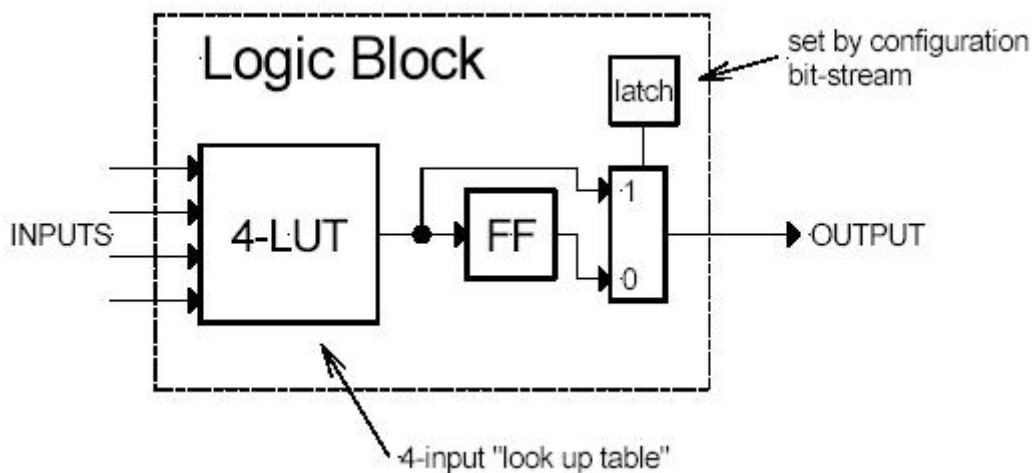 Logic Block
set by configuration
bit-stream
latch
INPUTS
4-LUT
FF
1
0
OUTPUT
4-input "look up table"